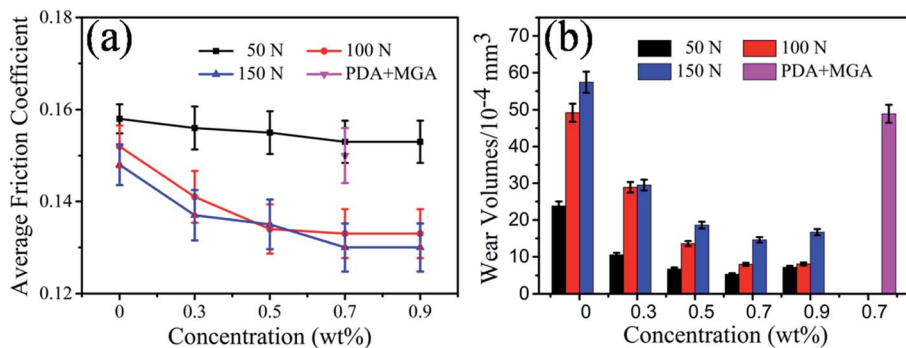 (a)
50 N 100 N
150 N PDA+MGA
0.18
0.16
0.14
0.12
Average Friction Coefficient
0 0.3 0.5 0.7 0.9
Concentration (wt%)
(b)
50 N 100 N
150 N PDA+MGA
70
60
50
40
30
20
10
0
Wear Volumes/10⁻⁴ mm³
0 0.3 0.5 0.7 0.9 0.7
Concentration (wt%)